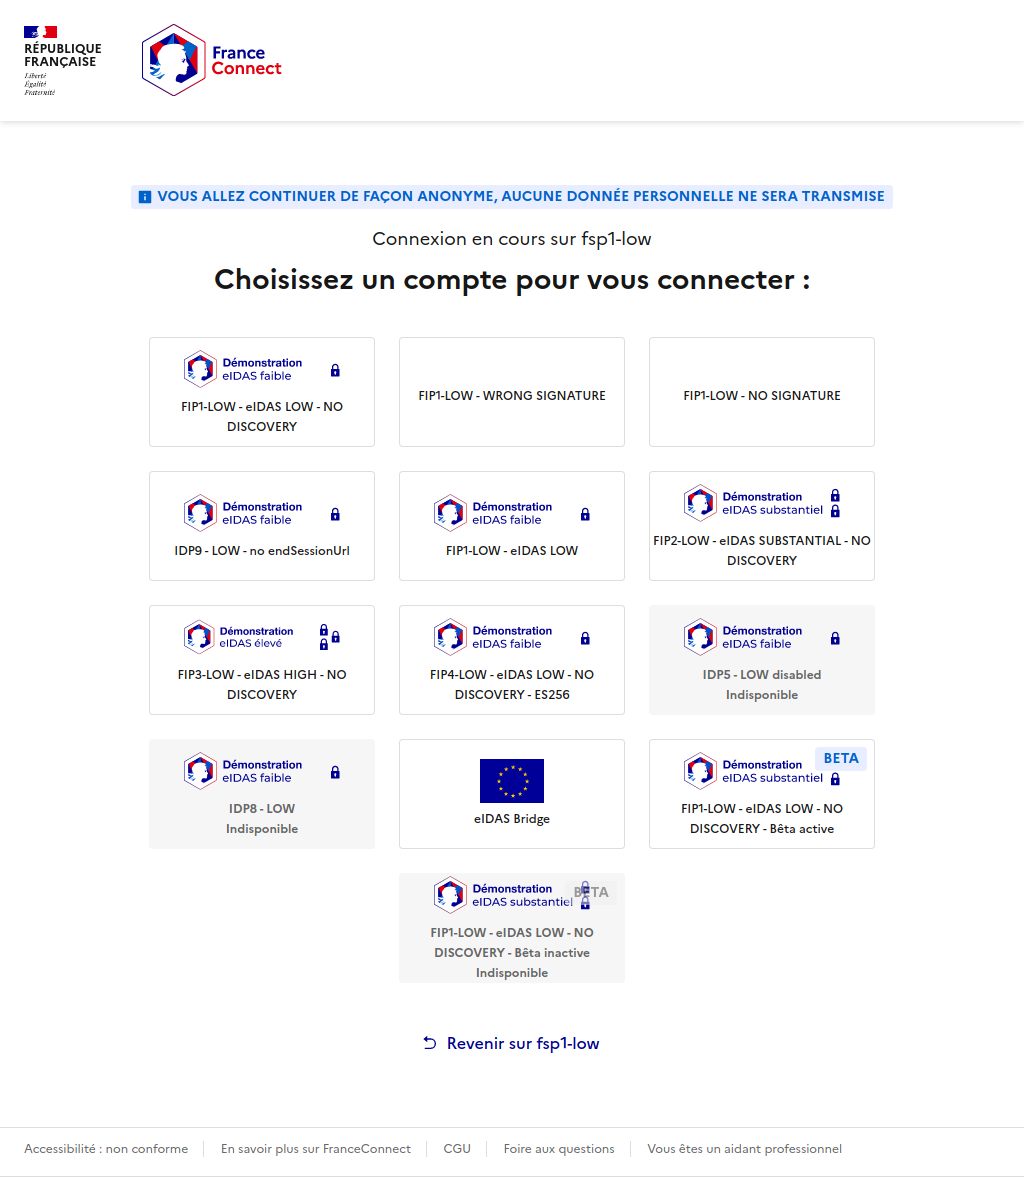 RÉPUBLIQUE
FRANÇAISE
Liberté
Égalité
Fraternité
France
Connect
VOUS ALLEZ CONTINUER DE FAÇON ANONYME, AUCUNE DONNÉE PERSONNELLE NE SERA TRANSMISE
Connexion en cours sur fsp1-low
Choisissez un compte pour vous connecter :
Démonstration
eIDAS faible
FIP1-LOW - eIDAS LOW - NO
DISCOVERY
FIP1-LOW - WRONG SIGNATURE
FIP1-LOW - NO SIGNATURE
Démonstration
eIDAS faible
IDP9 - LOW - no endSessionUrl
Démonstration
eIDAS faible
FIP1-LOW - eIDAS LOW
Démonstration
eIDAS substantiel
FIP2-LOW - eIDAS SUBSTANTIAL - NO
DISCOVERY
Démonstration
eIDAS élevé
FIP3-LOW - eIDAS HIGH - NO
DISCOVERY
Démonstration
eIDAS faible
FIP4-LOW - eIDAS LOW - NO
DISCOVERY - ES256
Démonstration
eIDAS faible
IDP5 - LOW disabled
Indisponible
Démonstration
eIDAS faible
IDP8 - LOW
Indisponible
eIDAS Bridge
BETA
Démonstration
eIDAS substantiel
FIP1-LOW - eIDAS LOW - NO
DISCOVERY - Bêta active
BETA
Démonstration
eIDAS substantiel
FIP1-LOW - eIDAS LOW - NO
DISCOVERY - Bêta inactive
Indisponible
Revenir sur fsp1-low
Accessibilité : non conforme
En savoir plus sur FranceConnect
CGU
Foire aux questions
Vous êtes un aidant professionnel